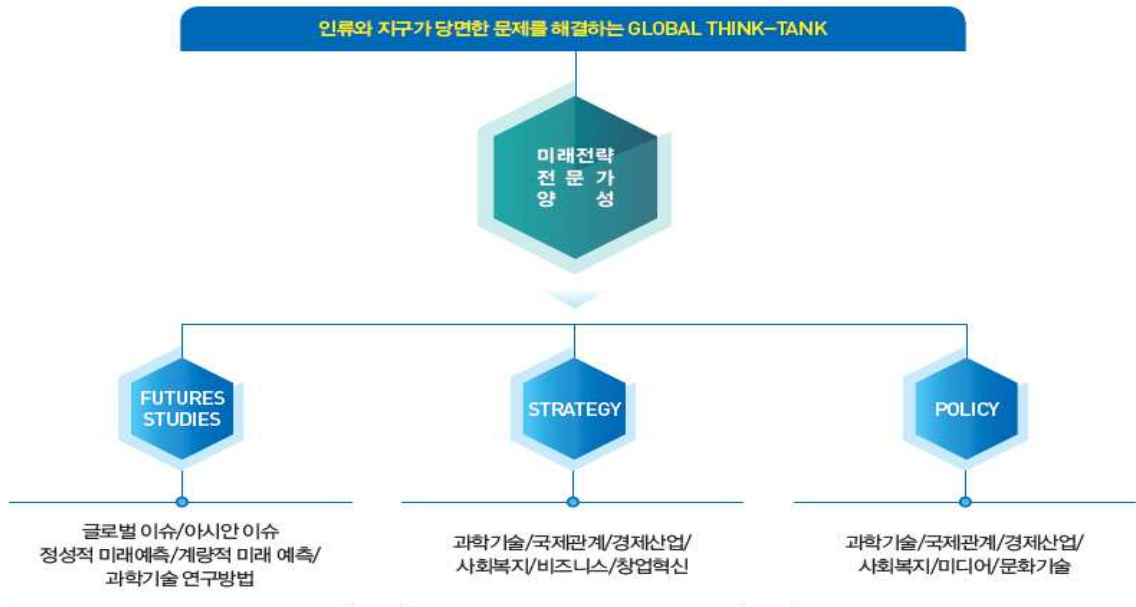 인류와 지구가 당면한 문제를 해결하는 GLOBAL THINK-TANK
미래전략
전 문 가
양 성
FUTURES
STUDIES
STRATEGY
POLICY
글로벌 이슈/아시안 이슈
정성적 미래예측/계량적 미래 예측/
과학기술 연구방법
과학기술/국제관계/경제산업/
사회복지/비즈니스/창업혁신
과학기술/국제관계/경제산업/
사회복지/미디어/문화기술